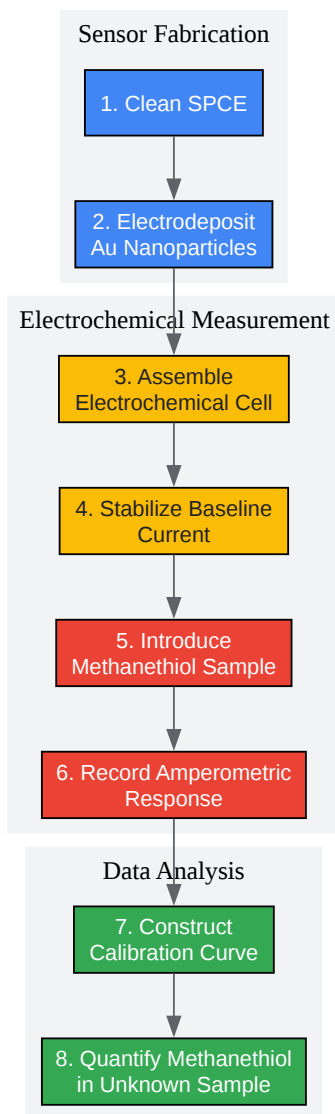 Sensor Fabrication
1. Clean SPCE
2. Electrodeposit
Au Nanoparticles
Electrochemical Measurement
3. Assemble
Electrochemical Cell
4. Stabilize Baseline
Current
5. Introduce
Methanethiol Sample
6. Record Amperometric
Response
Data Analysis
7. Construct
Calibration Curve
8. Quantify Methanethiol
in Unknown Sample